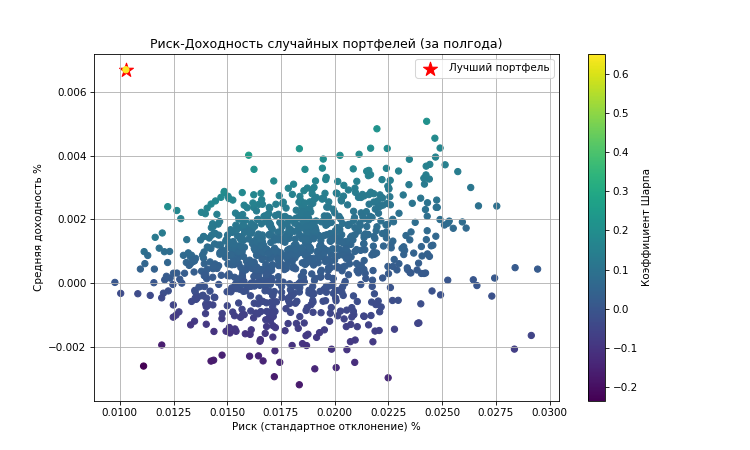 Риск-Доходность случайных портфелей (за полгода)
Лучший портфель
Средняя доходность %
0.006
0.004
0.002
0.000
−0.002
0.0100 0.0125 0.0150 0.0175 0.0200 0.0225 0.0250 0.0275 0.0300
Риск (стандартное отклонение) %
0.6
0.5
0.4
0.3
0.2
0.1
0.0
−0.1
−0.2
Коэффициент Шарпа